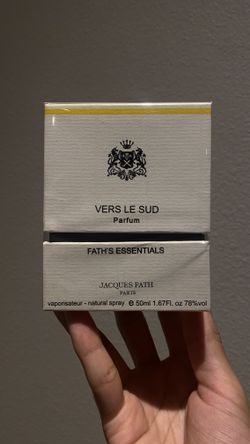 VERS LE SUD
Parfum
FATH'S ESSENTIALS
JACQUES FATH
PARIS
vaporisateur - natural spray ℮ 50ml 1.67Fl. oz 78%vol